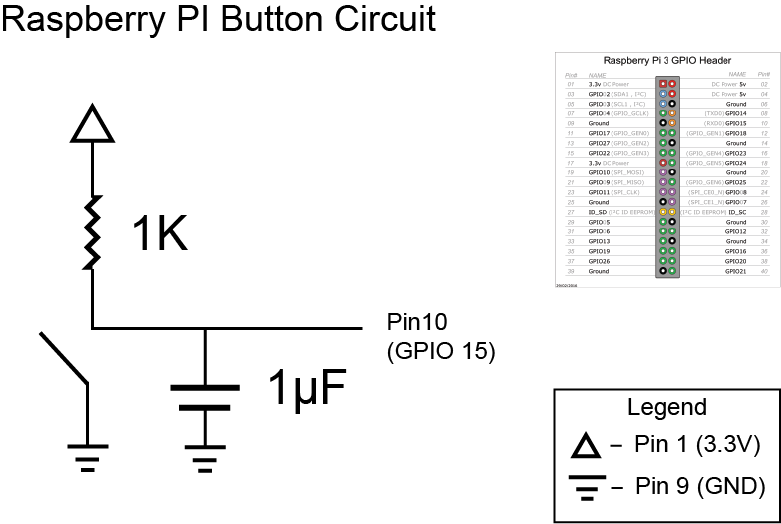 Raspberry PI Button Circuit
Raspberry Pi 3 GPIO Header
Pin# NAME NAME Pin#
01 3.3v DC Power DC Power 5v 02
03 GPIO02 (SDA1 , I²C) DC Power 5v 04
05 GPIO03 (SCL1 , I²C) Ground 06
07 GPIO04 (GPIO_GCLK) (TXD0) GPIO14 08
09 Ground (RXD0) GPIO15 10
11 GPIO17 (GPIO_GEN0) (GPIO_GEN1) GPIO18 12
13 GPIO27 (GPIO_GEN2) Ground 14
15 GPIO22 (GPIO_GEN3) (GPIO_GEN4) GPIO23 16
17 3.3v DC Power (GPIO_GEN5) GPIO24 18
19 GPIO10 (SPI_MOSI) Ground 20
21 GPIO09 (SPI_MISO) (GPIO_GEN6) GPIO25 22
23 GPIO11 (SPI_CLK) (SPI_CE0_N) GPIO08 24
25 Ground (SPI_CE1_N) GPIO07 26
27 ID_SD (I²C ID EEPROM) (I²C ID EEPROM) ID_SC 28
29 GPIO05 Ground 30
31 GPIO06 GPIO12 32
33 GPIO13 Ground 34
35 GPIO19 GPIO16 36
37 GPIO26 GPIO20 38
39 Ground GPIO21 40
1K
Pin10
(GPIO 15)
1µF
Legend
– Pin 1 (3.3V)
– Pin 9 (GND)